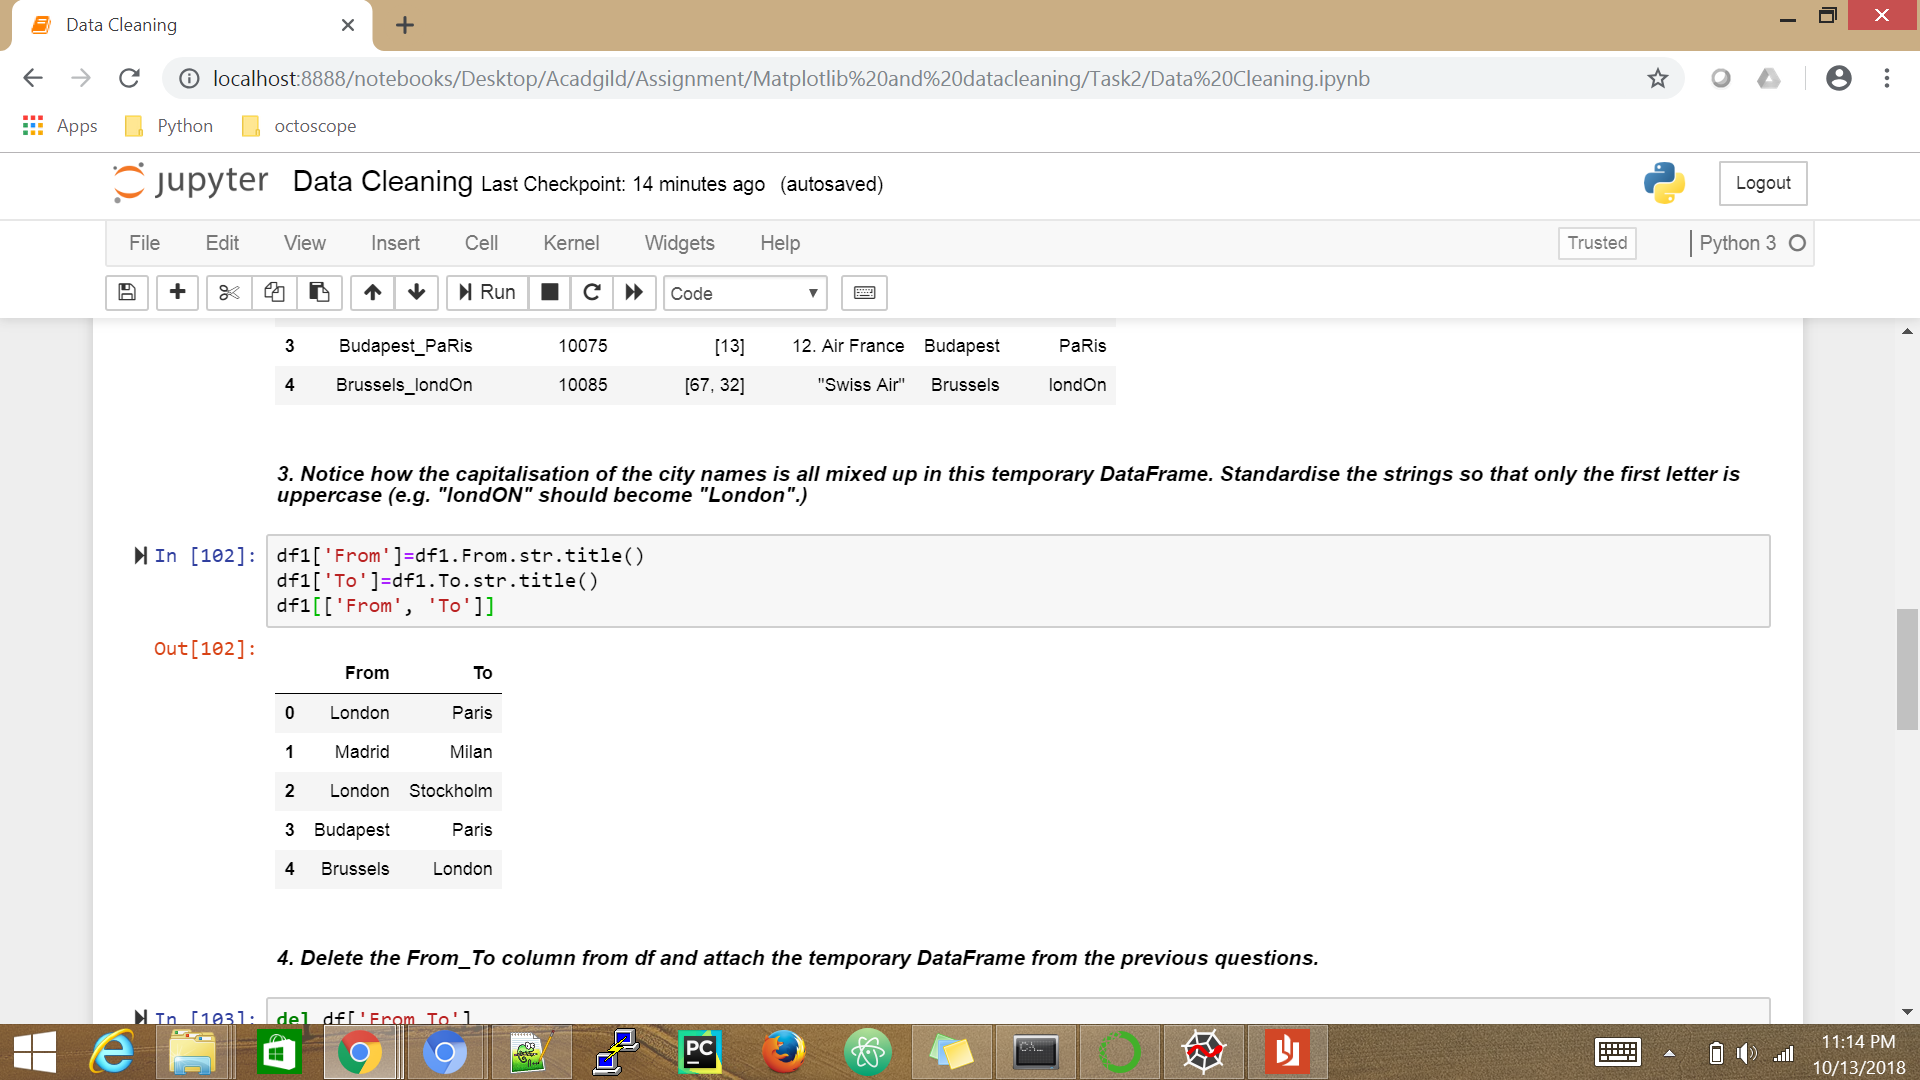 Data Cleaning
localhost:8888/notebooks/Desktop/Acadgild/Assignment/Matplotlib%20and%20datacleaning/Task2/Data%20Cleaning.ipynb
Apps Python octoscope
jupyter Data Cleaning Last Checkpoint: 14 minutes ago (autosaved) Logout
File Edit View Insert Cell Kernel Widgets Help Trusted Python 3
Run Code
3 Budapest_PaRis 10075 [13] 12. Air France Budapest PaRis
4 Brussels_londOn 10085 [67, 32] "Swiss Air" Brussels londOn
3. Notice how the capitalisation of the city names is all mixed up in this temporary DataFrame. Standardise the strings so that only the first letter is
uppercase (e.g. "londON" should become "London".)
In [102]: df1['From']=df1.From.str.title()
df1['To']=df1.To.str.title()
df1[['From', 'To']]
Out[102]:
From To
0 London Paris
1 Madrid Milan
2 London Stockholm
3 Budapest Paris
4 Brussels London
4. Delete the From_To column from df and attach the temporary DataFrame from the previous questions.
In [103]: del df['From_To']
PC
C:\_
11:14 PM
10/13/2018